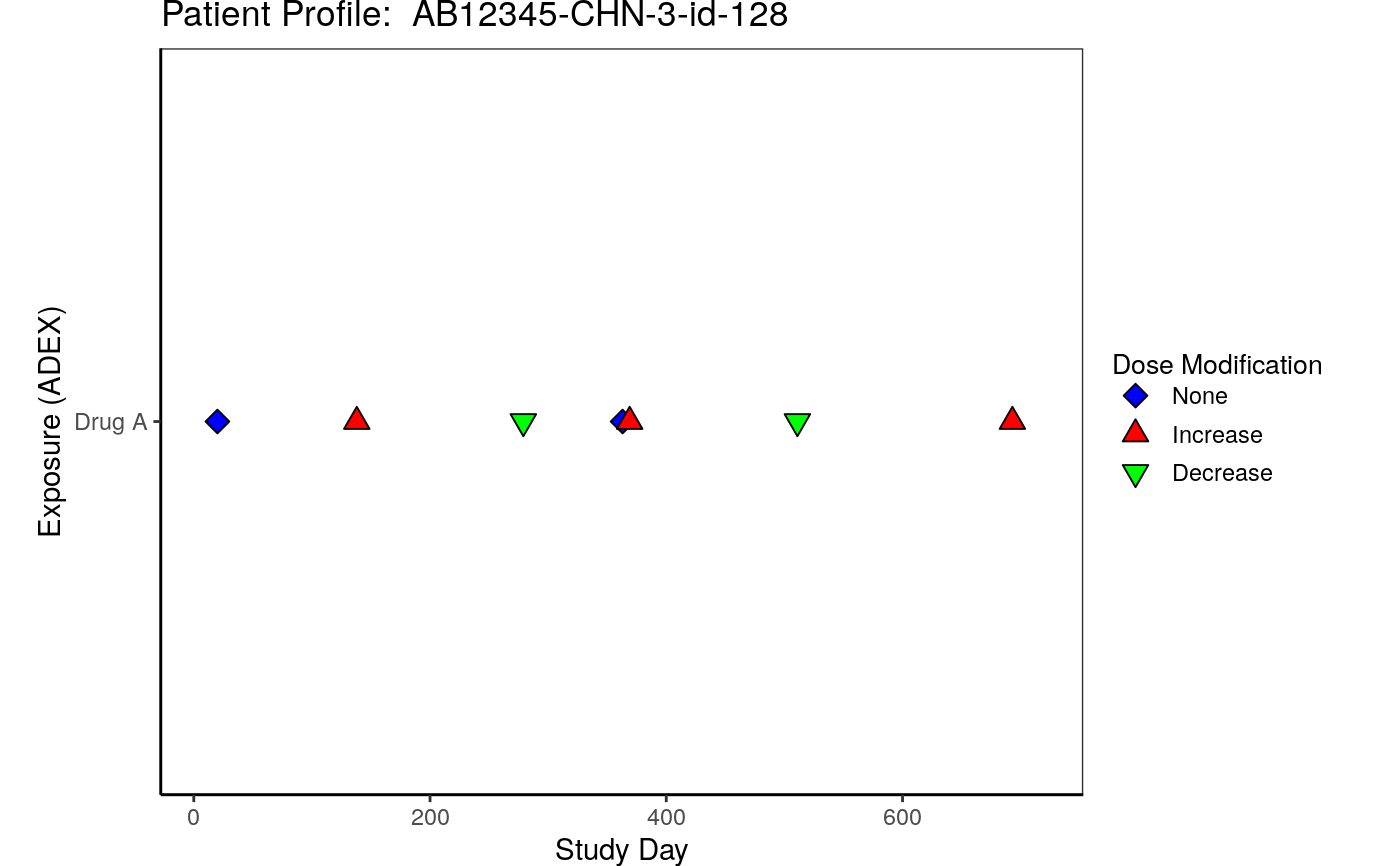 Patient Profile:  AB12345-CHN-3-id-128
Exposure (ADEX)
Drug A
Dose Modification
None
Increase
Decrease
0 200 400 600
Study Day